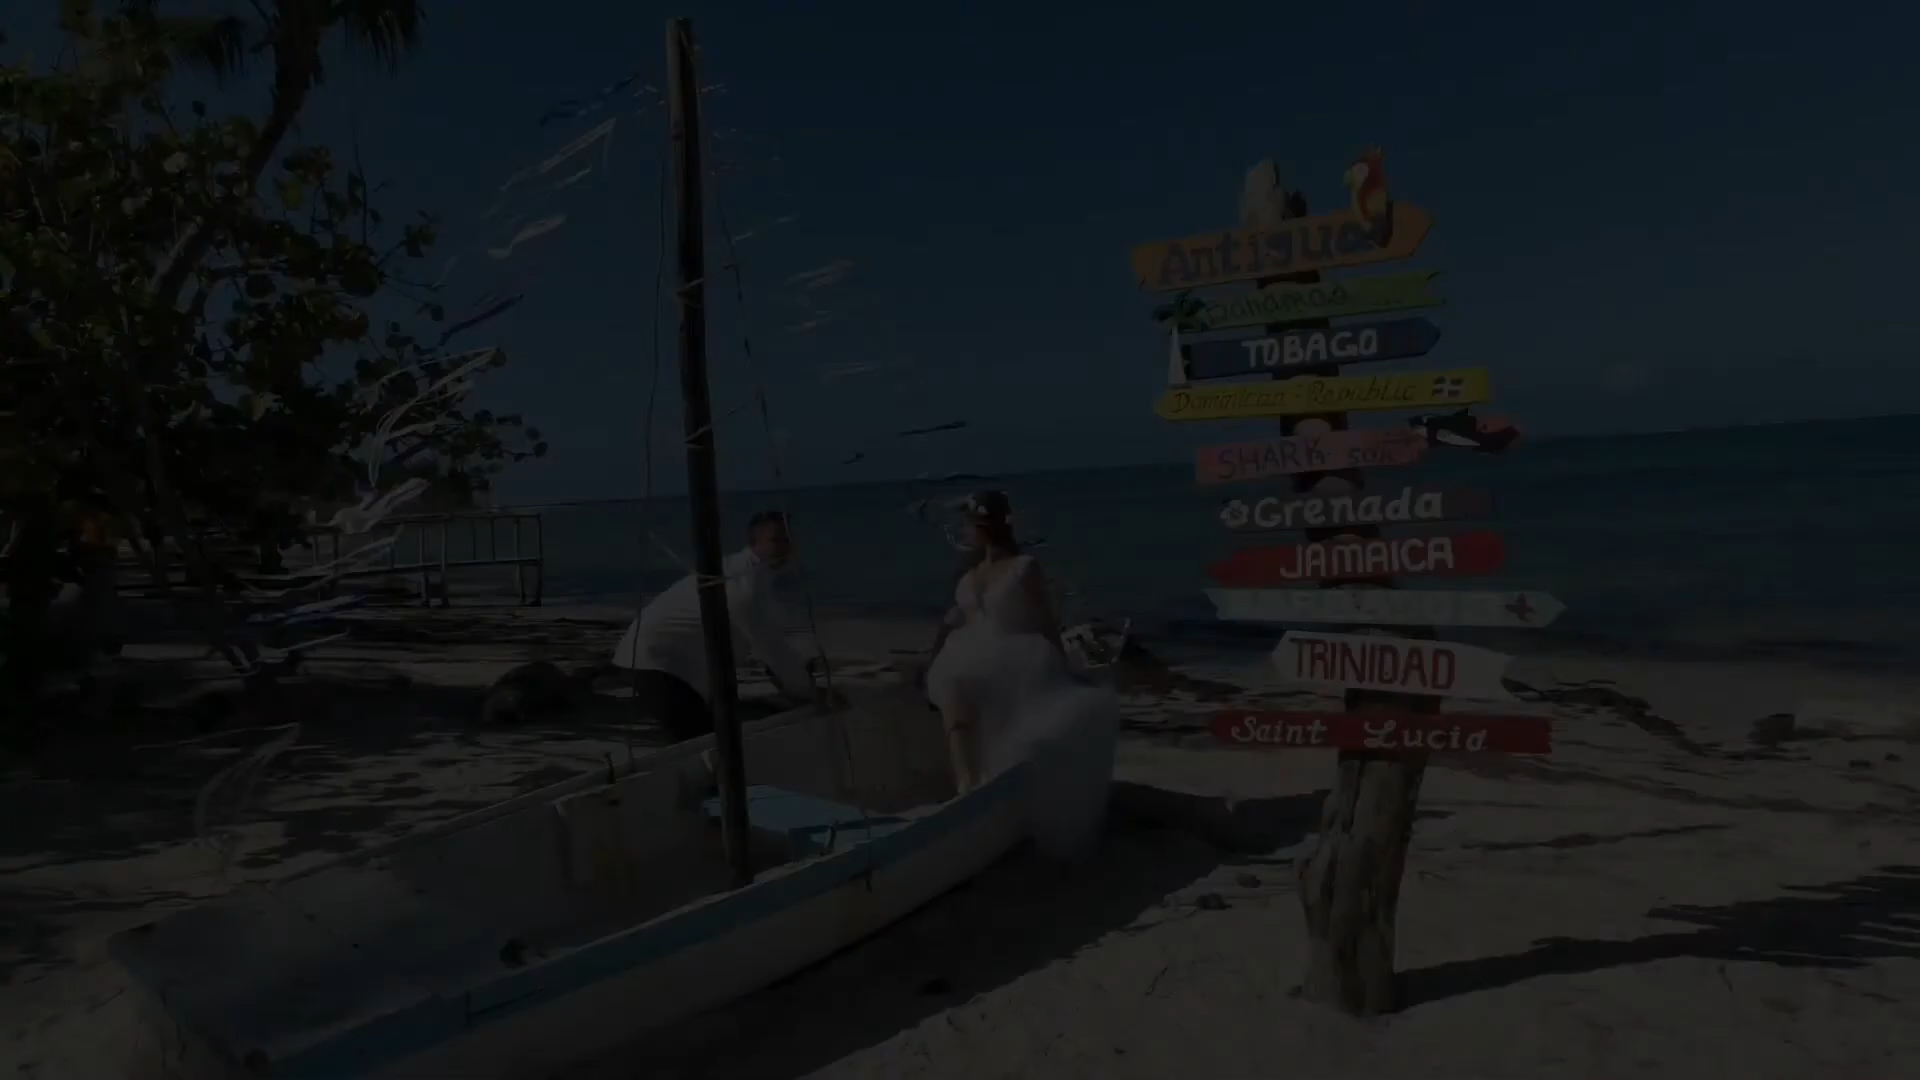 Antigua
Bahamas
TOBAGO
Dominican-Republic
SHARK
Grenada
JAMAICA
TRINIDAD
Saint Lucia